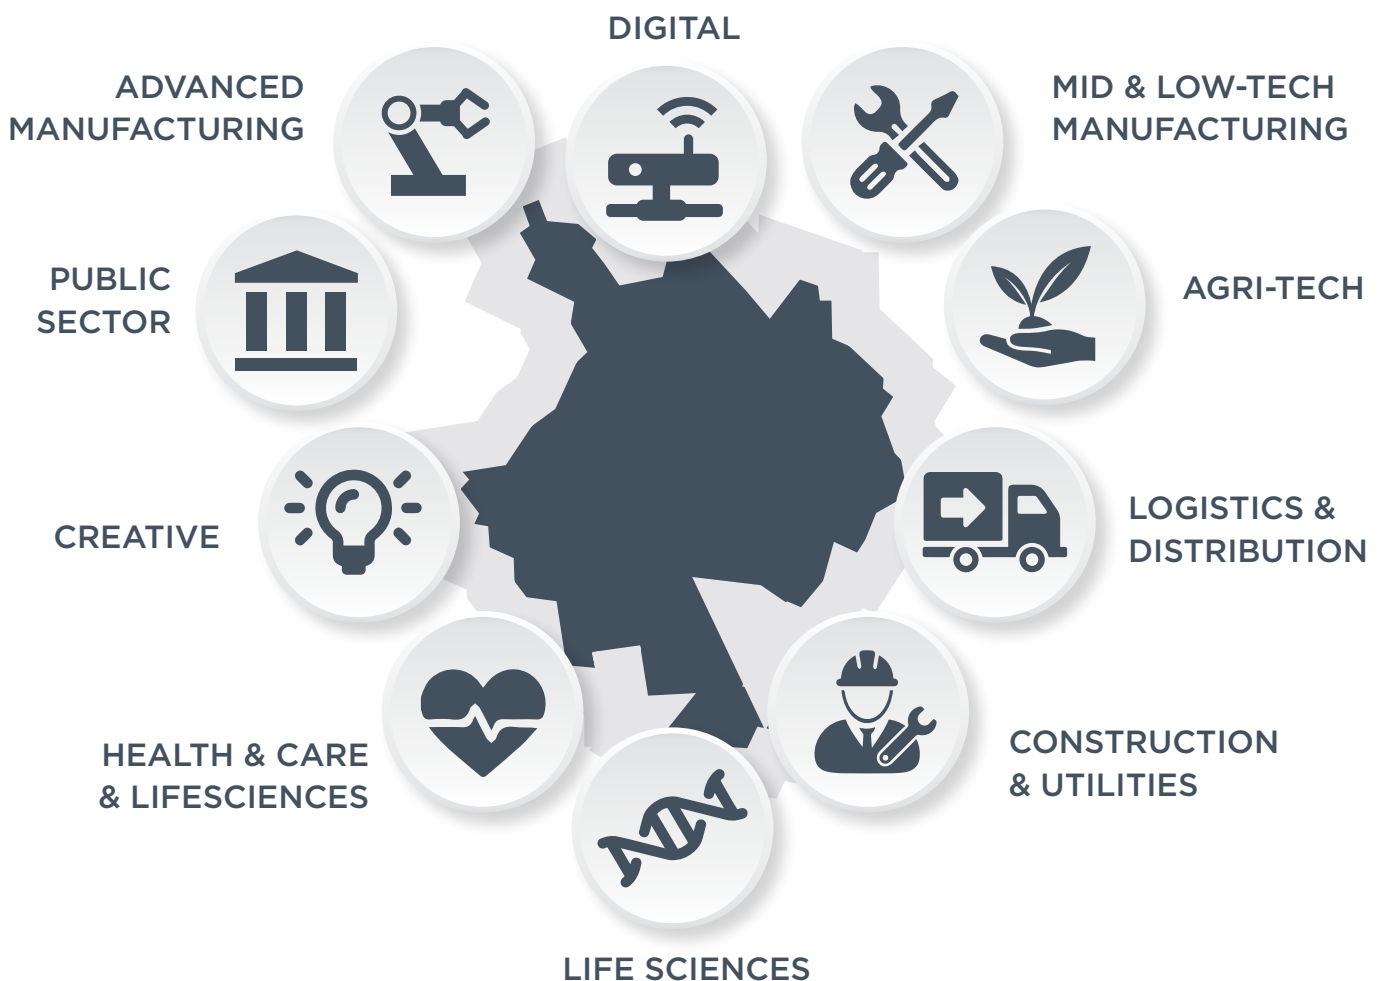 DIGITAL
ADVANCED
MANUFACTURING
MID & LOW-TECH
MANUFACTURING
PUBLIC
SECTOR
AGRI-TECH
CREATIVE
LOGISTICS &
DISTRIBUTION
HEALTH & CARE
& LIFESCIENCES
CONSTRUCTION
& UTILITIES
LIFE SCIENCES